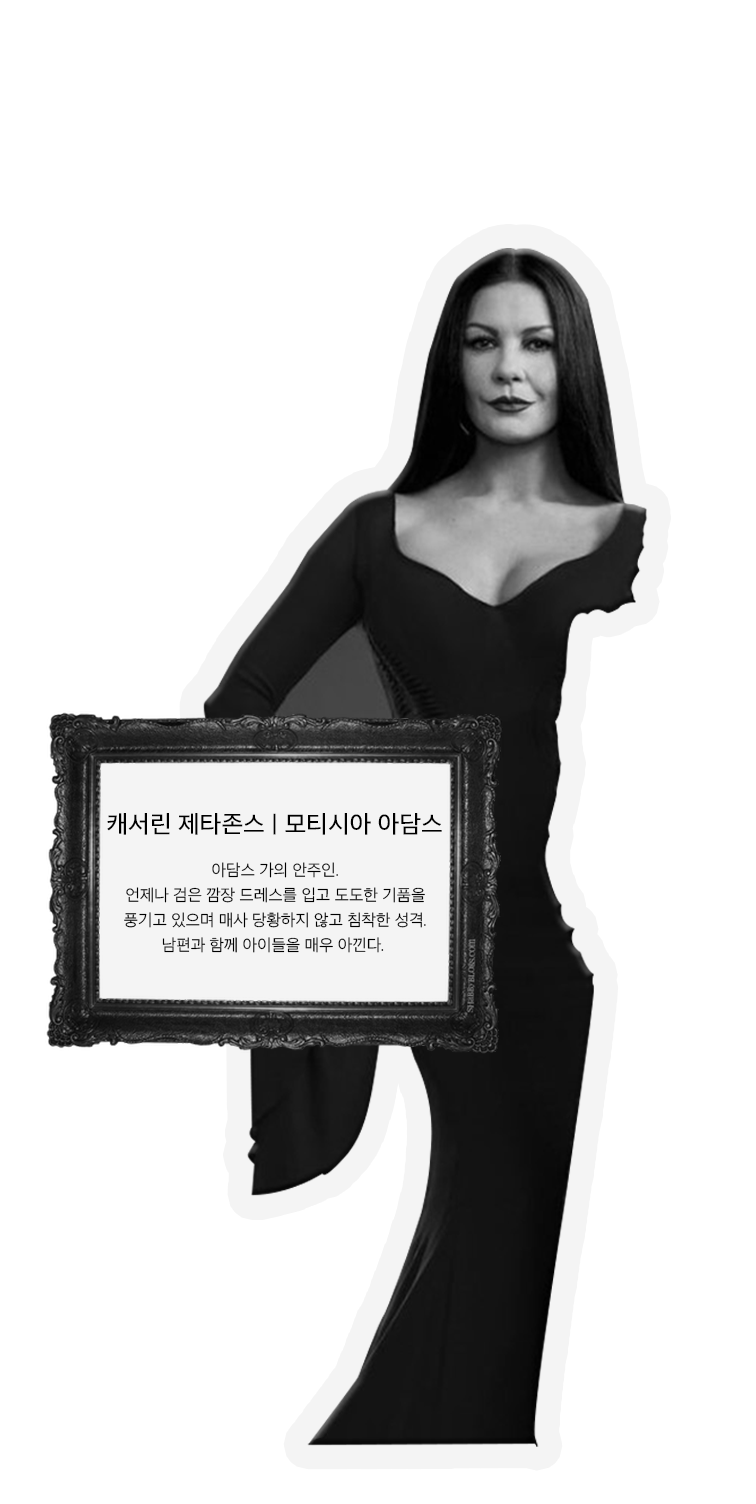 캐서린 제타존스 | 모티시아 아담스
아담스 가의 안주인.
언제나 검은 깜장 드레스를 입고 도도한 기품을
풍기고 있으며 매사 당황하지 않고 침착한 성격.
남편과 함께 아이들을 매우 아낀다.